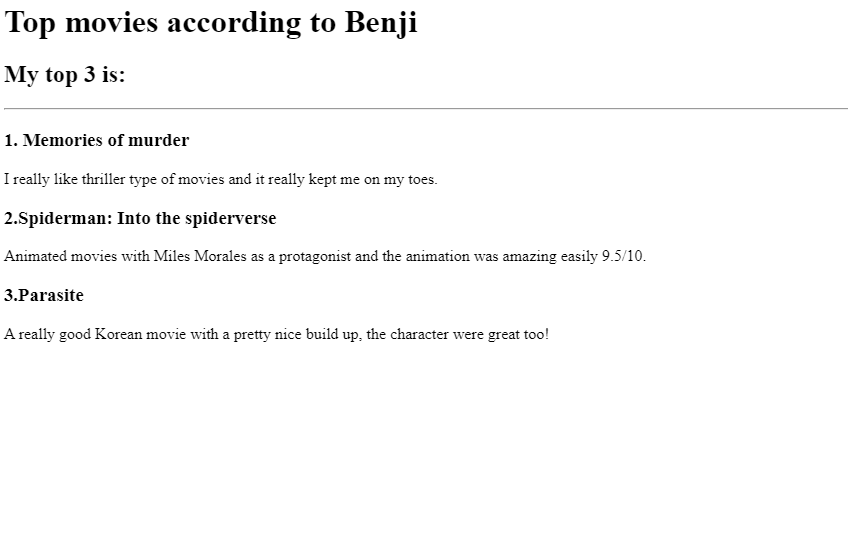 Top movies according to Benji
My top 3 is:
1. Memories of murder
I really like thriller type of movies and it really kept me on my toes.
2.Spiderman: Into the spiderverse
Animated movies with Miles Morales as a protagonist and the animation was amazing easily 9.5/10.
3.Parasite
A really good Korean movie with a pretty nice build up, the character were great too!